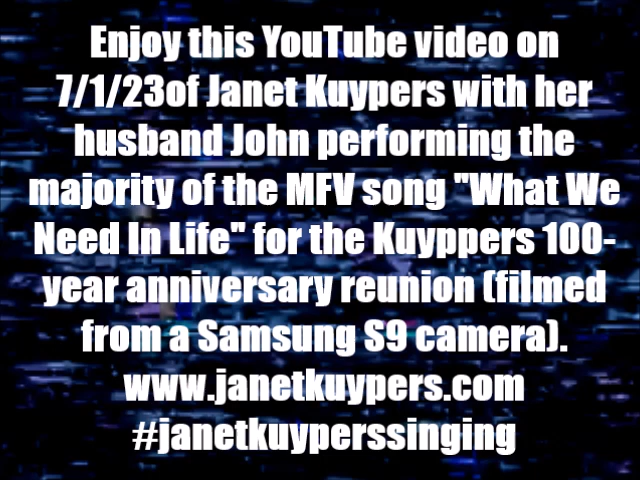 Enjoy this YouTube video on
7/1/23of Janet Kuypers with her
husband John performing the
majority of the MFV song "What We
Need In Life" for the Kuyppers 100-
year anniversary reunion (filmed
from a Samsung S9 camera).
www.janetkuypers.com
#janetkuyperssinging